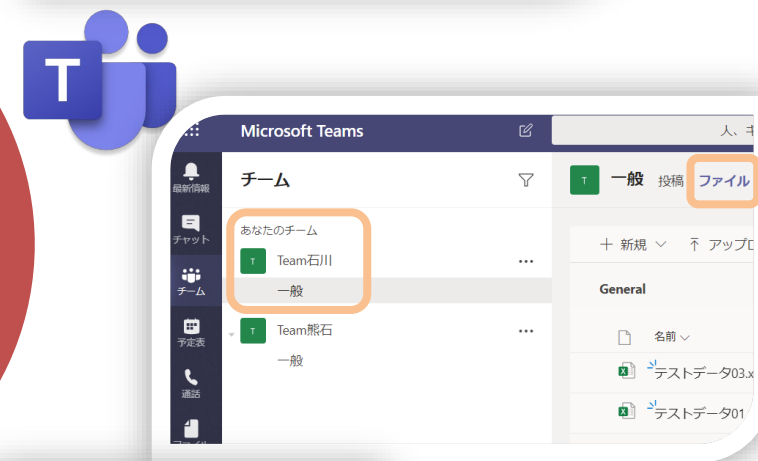 T
Microsoft Teams
人、キ
最新情報
チーム
T
一般 投稿 ファイル
チャット
あなたのチーム
T Team石川
一般
チーム
+ 新規 アップロ
General
予定表
T Team熊石
一般
名前
通話
テストデータ03.x
テストデータ01
ファイル